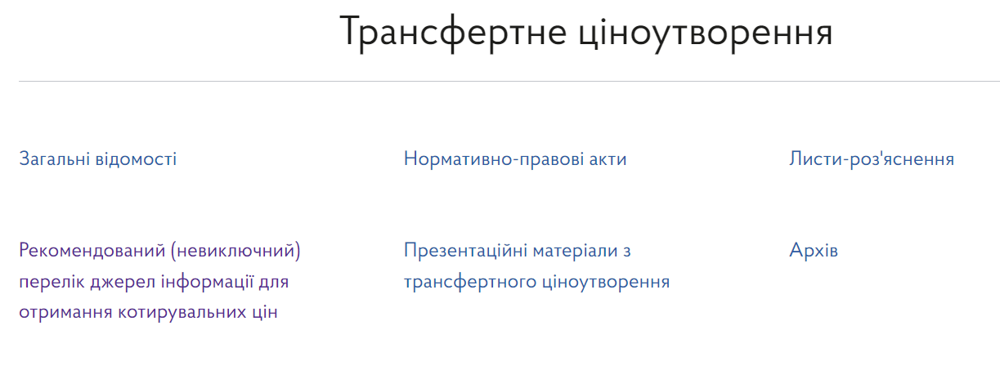 Трансфертне ціноутворення
Загальні відомості
Нормативно-правові акти
Листи-роз'яснення
Рекомендований (невиключний)
перелік джерел інформації для
отримання котирувальних цін
Презентаційні матеріали з
трансфертного ціноутворення
Архів